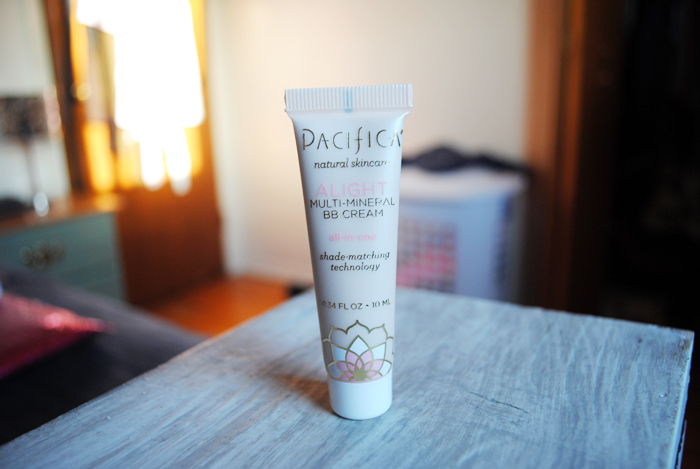 PACIFICA
natural skincare
ALIGHT
MULTI-MINERAL
BB CREAM
all-in-one
shade-matching
technology
0.34 FL OZ • 10 ML